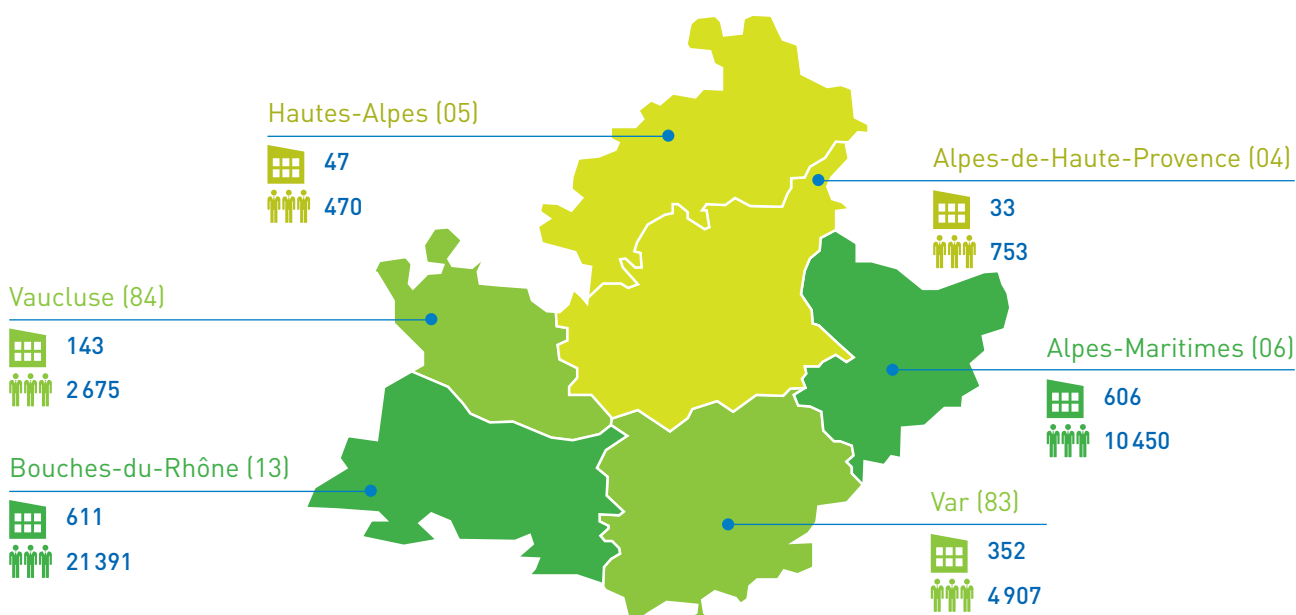 Hautes-Alpes (05)
47
470
Alpes-de-Haute-Provence (04)
33
753
Vaucluse (84)
143
2 675
Alpes-Maritimes (06)
606
10 450
Bouches-du-Rhône (13)
611
21 391
Var (83)
352
4 907